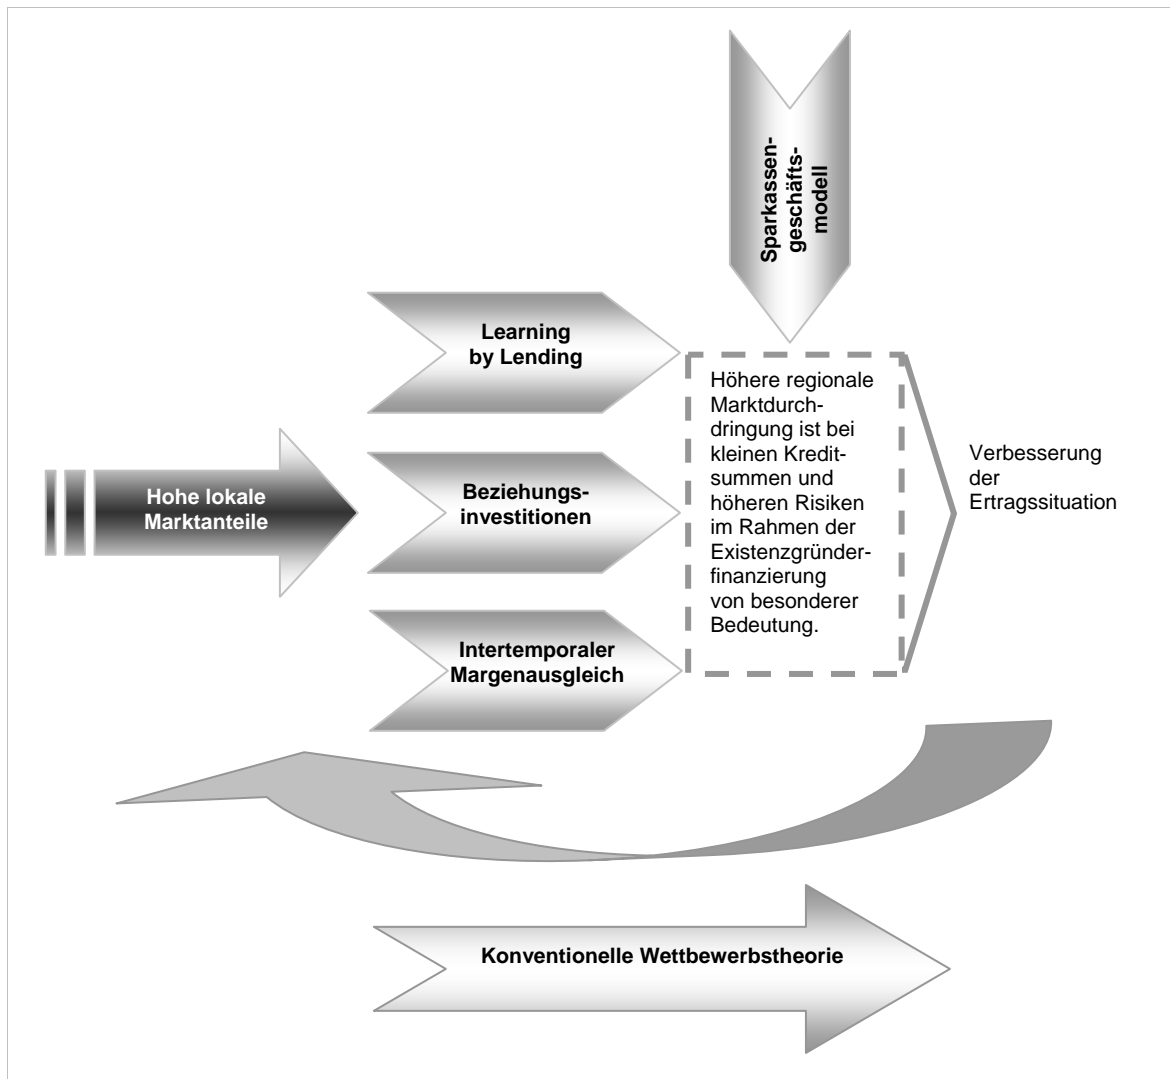 Sparkassen-
geschäfts-
modell
Learning
by Lending
Hohe lokale
Marktanteile
Beziehungs-
investitionen
Intertemporaler
Margenausgleich
Höhere regionale
Marktdurch-
dringung ist bei
kleinen Kredit-
summen und
höheren Risiken
im Rahmen der
Existenzgründer-
finanzierung
von besonderer
Bedeutung.
Verbesserung
der
Ertragssituation
Konventionelle Wettbewerbstheorie